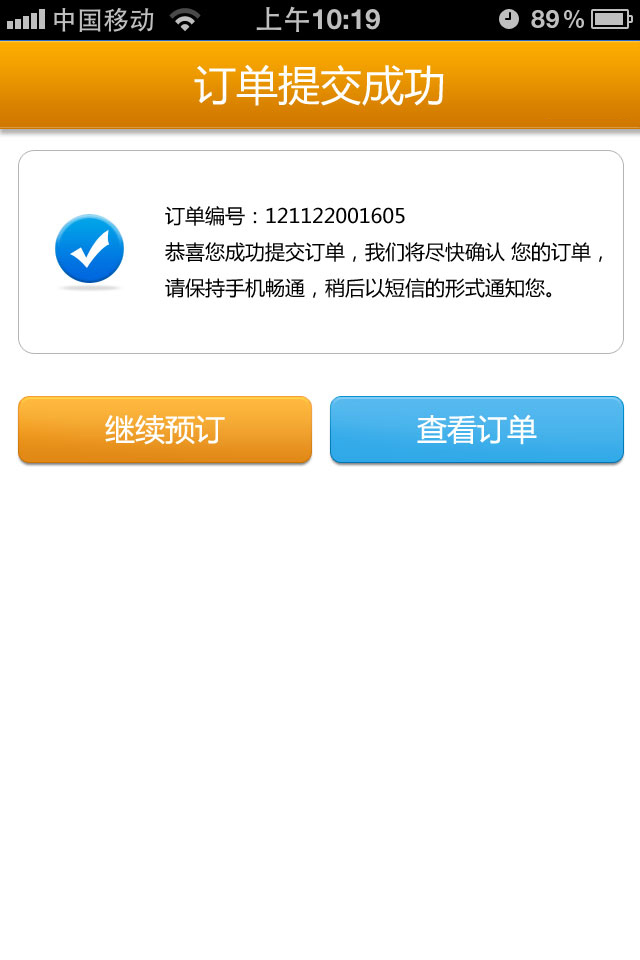 中国移动 上午10:19 89%
订单提交成功
订单编号：121122001605
恭喜您成功提交订单，我们将尽快确认 您的订单，
请保持手机畅通，稍后以短信的形式通知您。
继续预订 查看订单